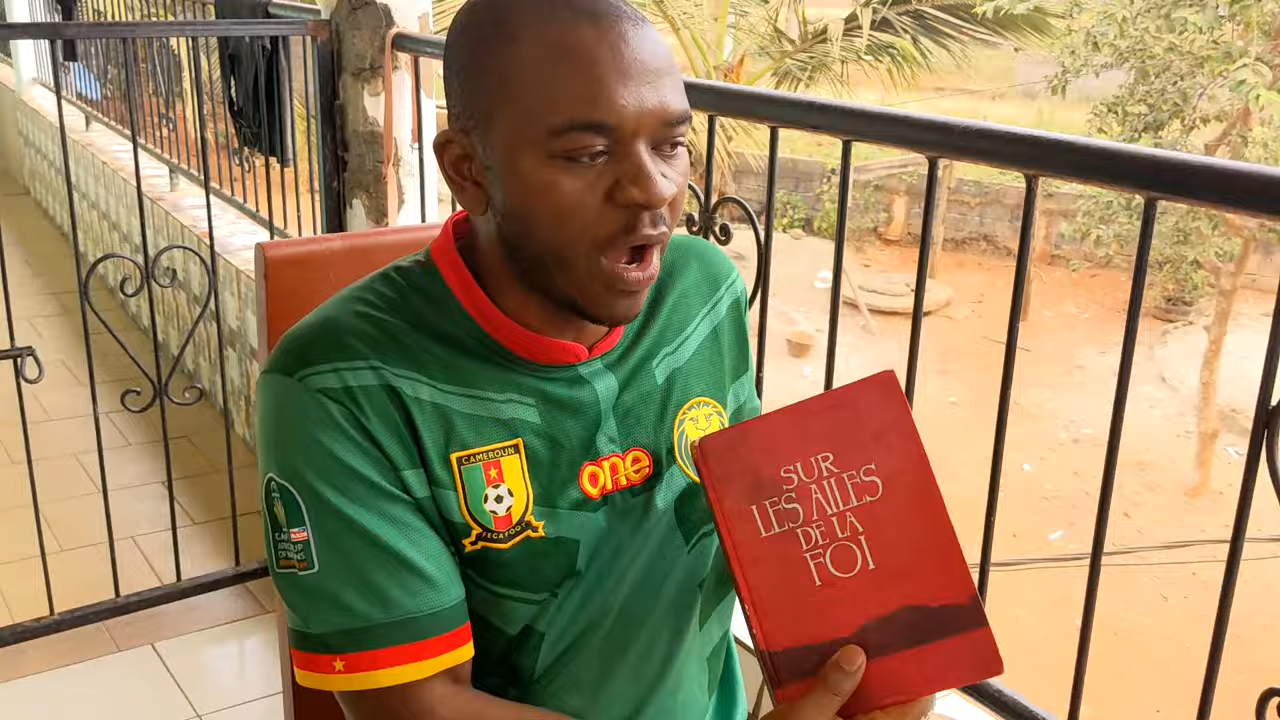 CAMEROUN
FECAFOOT
one
SUR
LES AILES
DE LA
FOI